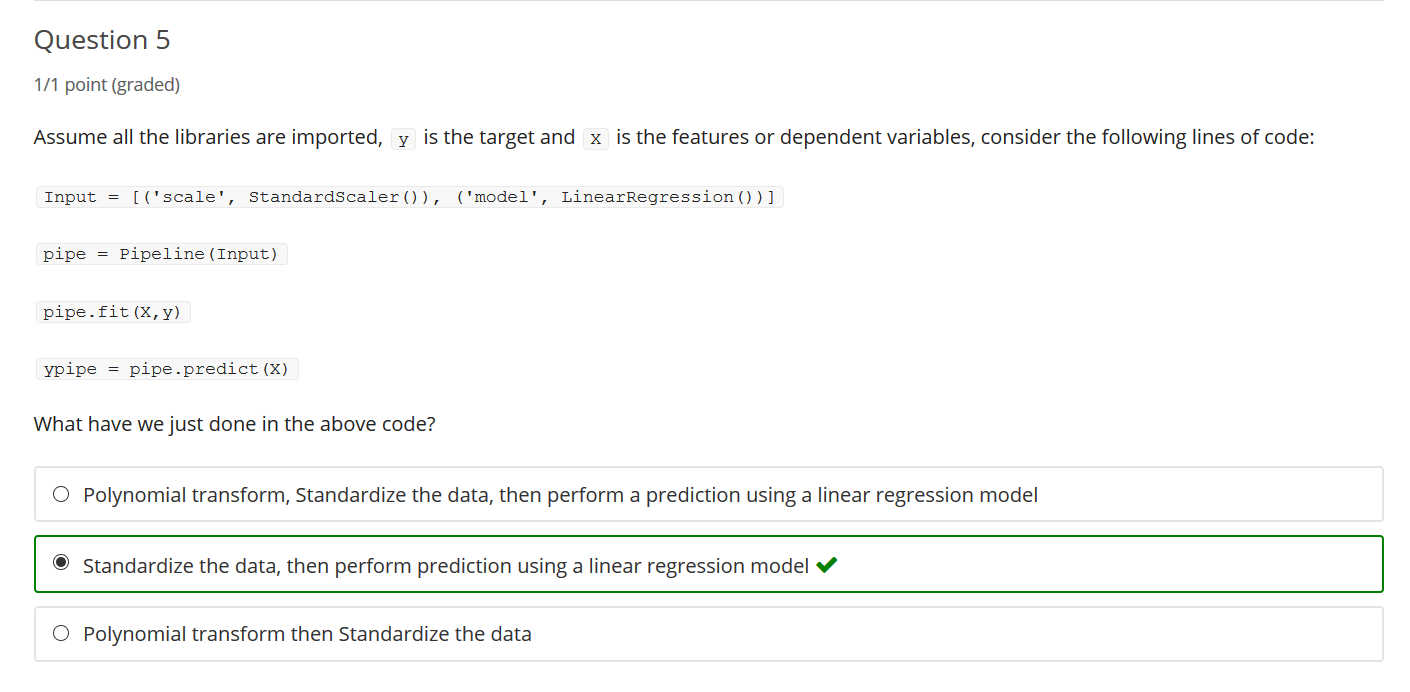 Question 5
1/1 point (graded)
Assume all the libraries are imported, y is the target and X is the features or dependent variables, consider the following lines of code:
Input = [('scale', StandardScaler()), ('model', LinearRegression())]
pipe = Pipeline(Input)
pipe.fit(X,y)
ypipe = pipe.predict(X)
What have we just done in the above code?
Polynomial transform, Standardize the data, then perform a prediction using a linear regression model
Standardize the data, then perform prediction using a linear regression model
Polynomial transform then Standardize the data